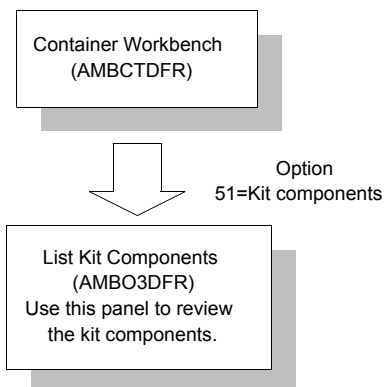 Container Workbench
(AMBCTDFR)
Option
51=Kit components
List Kit Components
(AMBO3DFR)
Use this panel to review
the kit components.